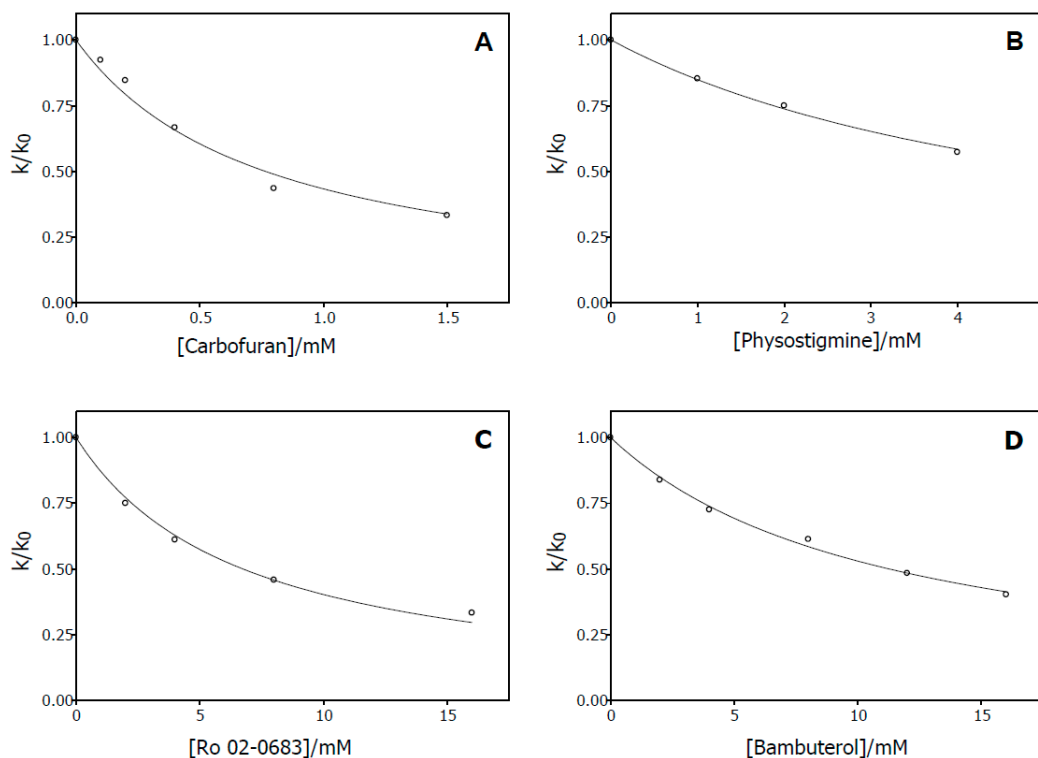 A
1.00
0.75
0.50
0.25
0.00
k/k0
0.0 0.5 1.0 1.5
[Carbofuran]/mM
B
1.00
0.75
0.50
0.25
0.00
k/k0
0 1 2 3 4
[Physostigmine]/mM
C
1.00
0.75
0.50
0.25
0.00
k/k0
0 5 10 15
[Ro 02-0683]/mM
D
1.00
0.75
0.50
0.25
0.00
k/k0
0 5 10 15
[Bambuterol]/mM